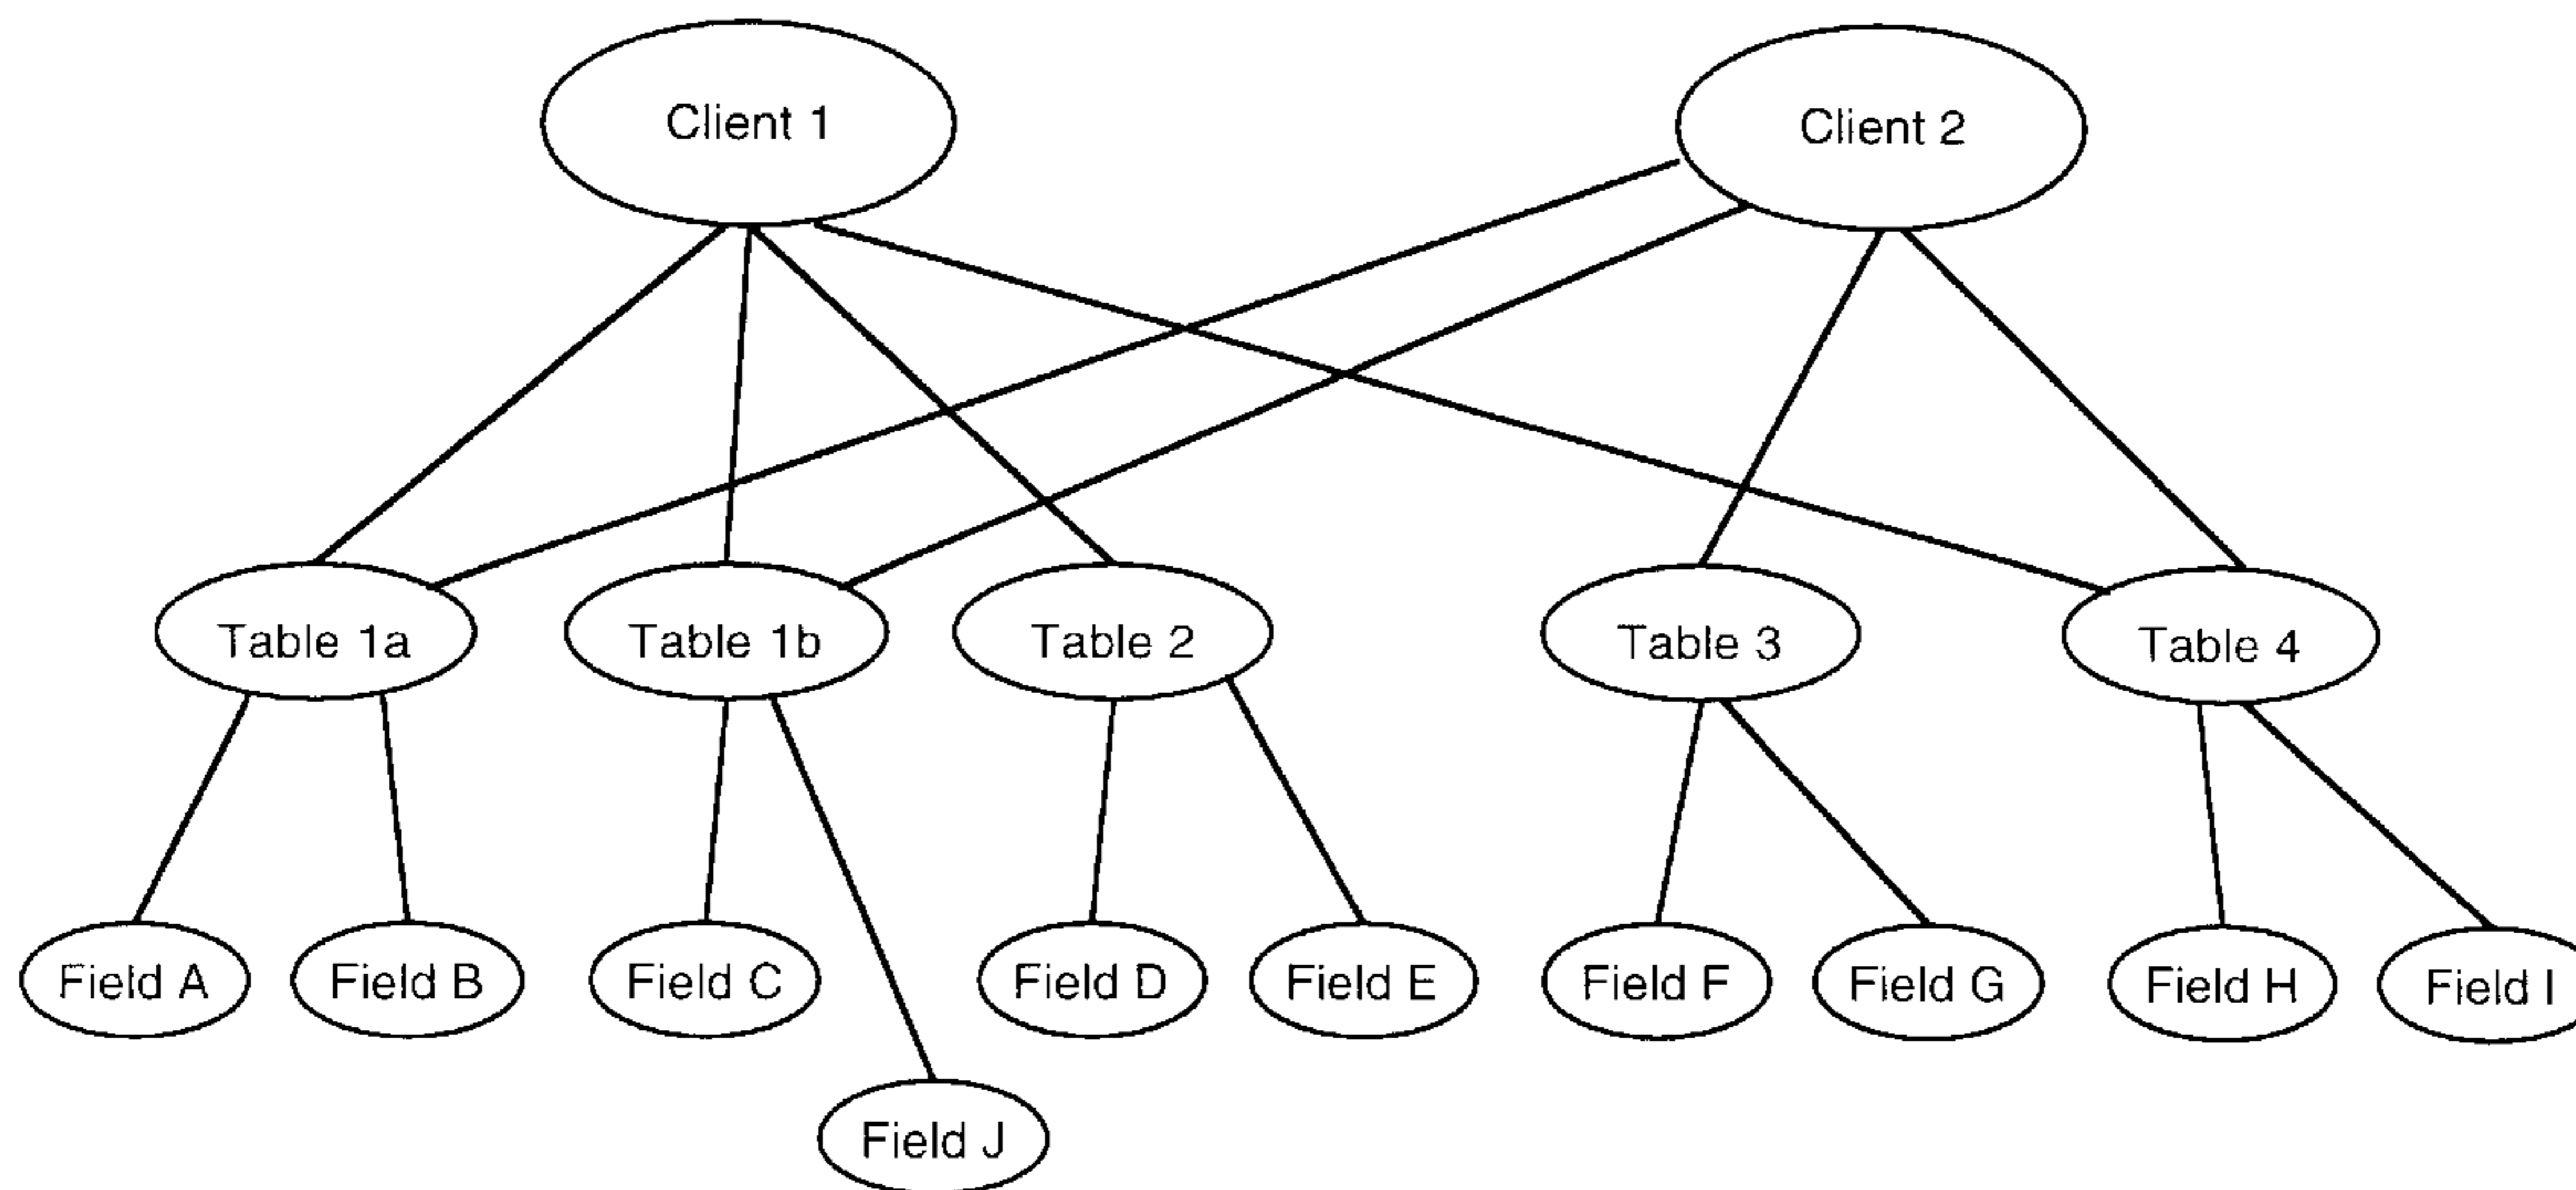 Client 1
Client 2
Table 1a
Table 1b
Table 2
Table 3
Table 4
Field A
Field B
Field C
Field D
Field E
Field F
Field G
Field H
Field I
Field J